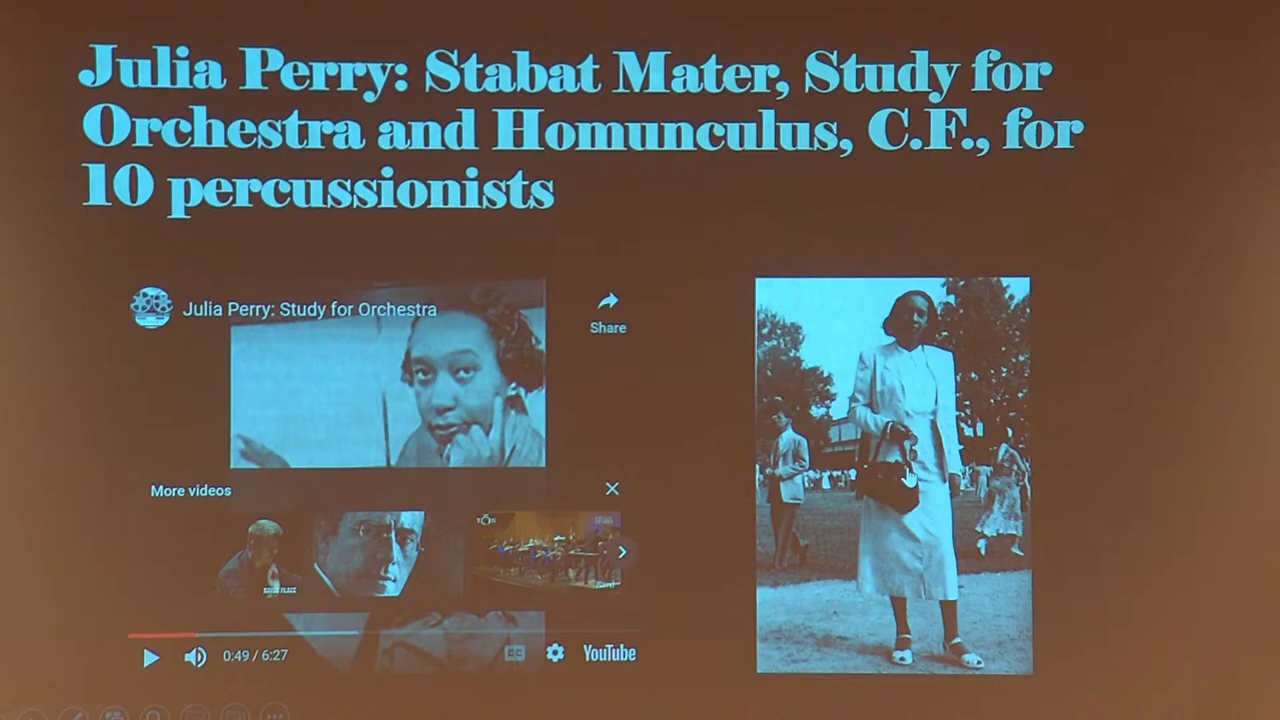 Julia Perry: Stabat Mater, Study for
Orchestra and Homunculus, C.F., for
10 percussionists
Julia Perry: Study for Orchestra
Share
More videos
0:49 / 6:27
CC
YouTube